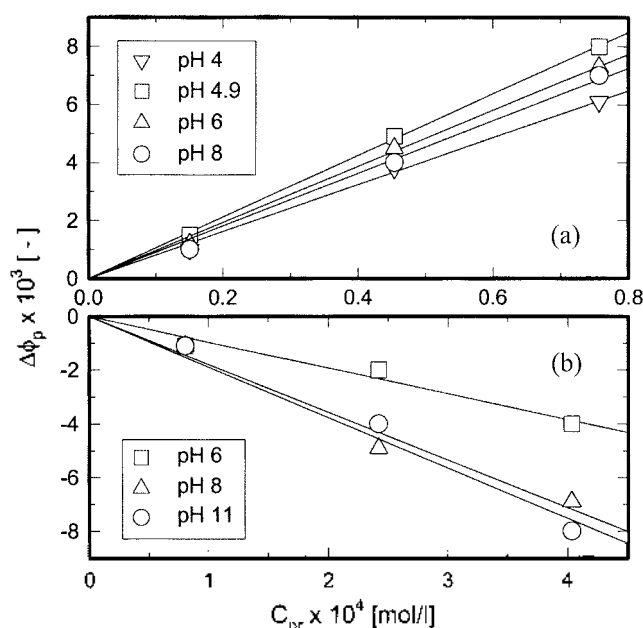 8
6
4
2
0
pH 4
pH 4.9
pH 6
pH 8
(a)
0.0
0.2
0.4
0.6
0.8
Δϕp x 10³ [ - ]
0
-2
-4
-6
-8
(b)
pH 6
pH 8
pH 11
0
1
2
3
4
C x 10⁴ [mol/l]